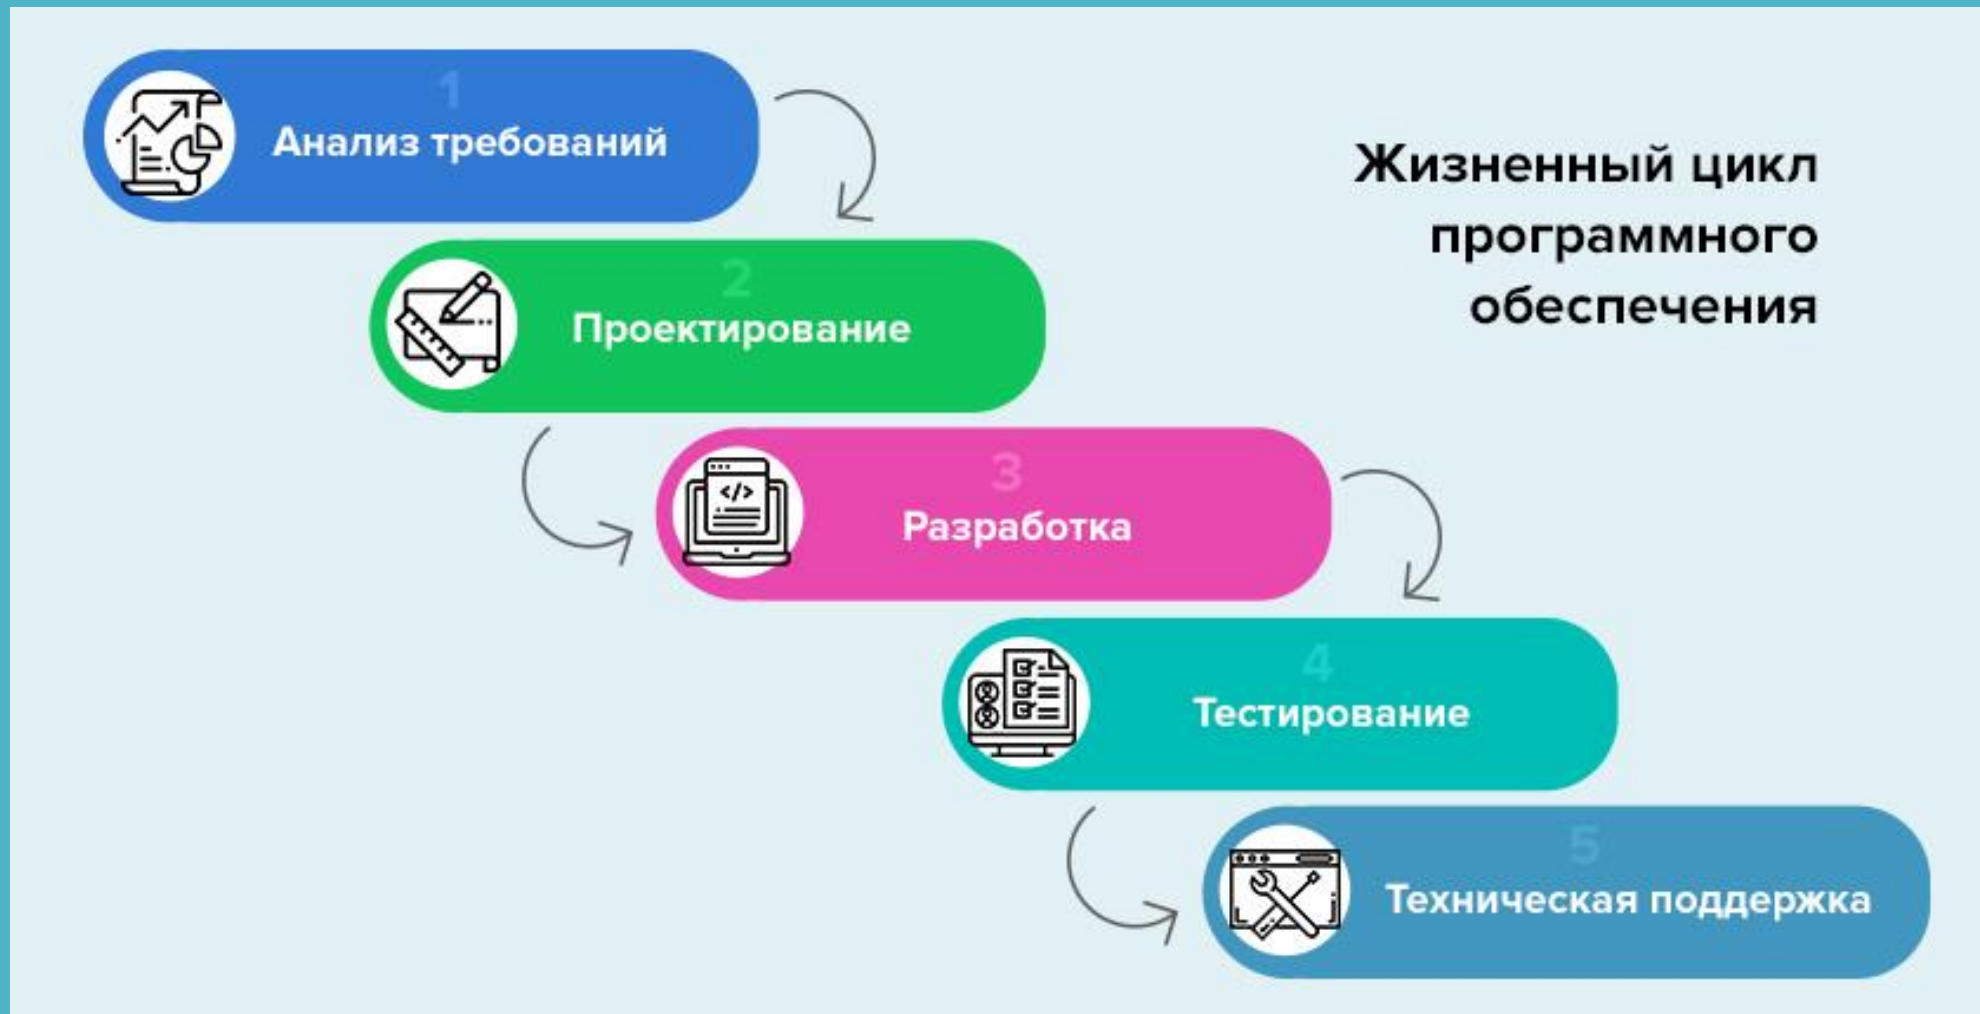 1
Анализ требований
Жизненный цикл
программного
обеспечения
2
Проектирование
3
</>
Разработка
4
Тестирование
5
Техническая поддержка